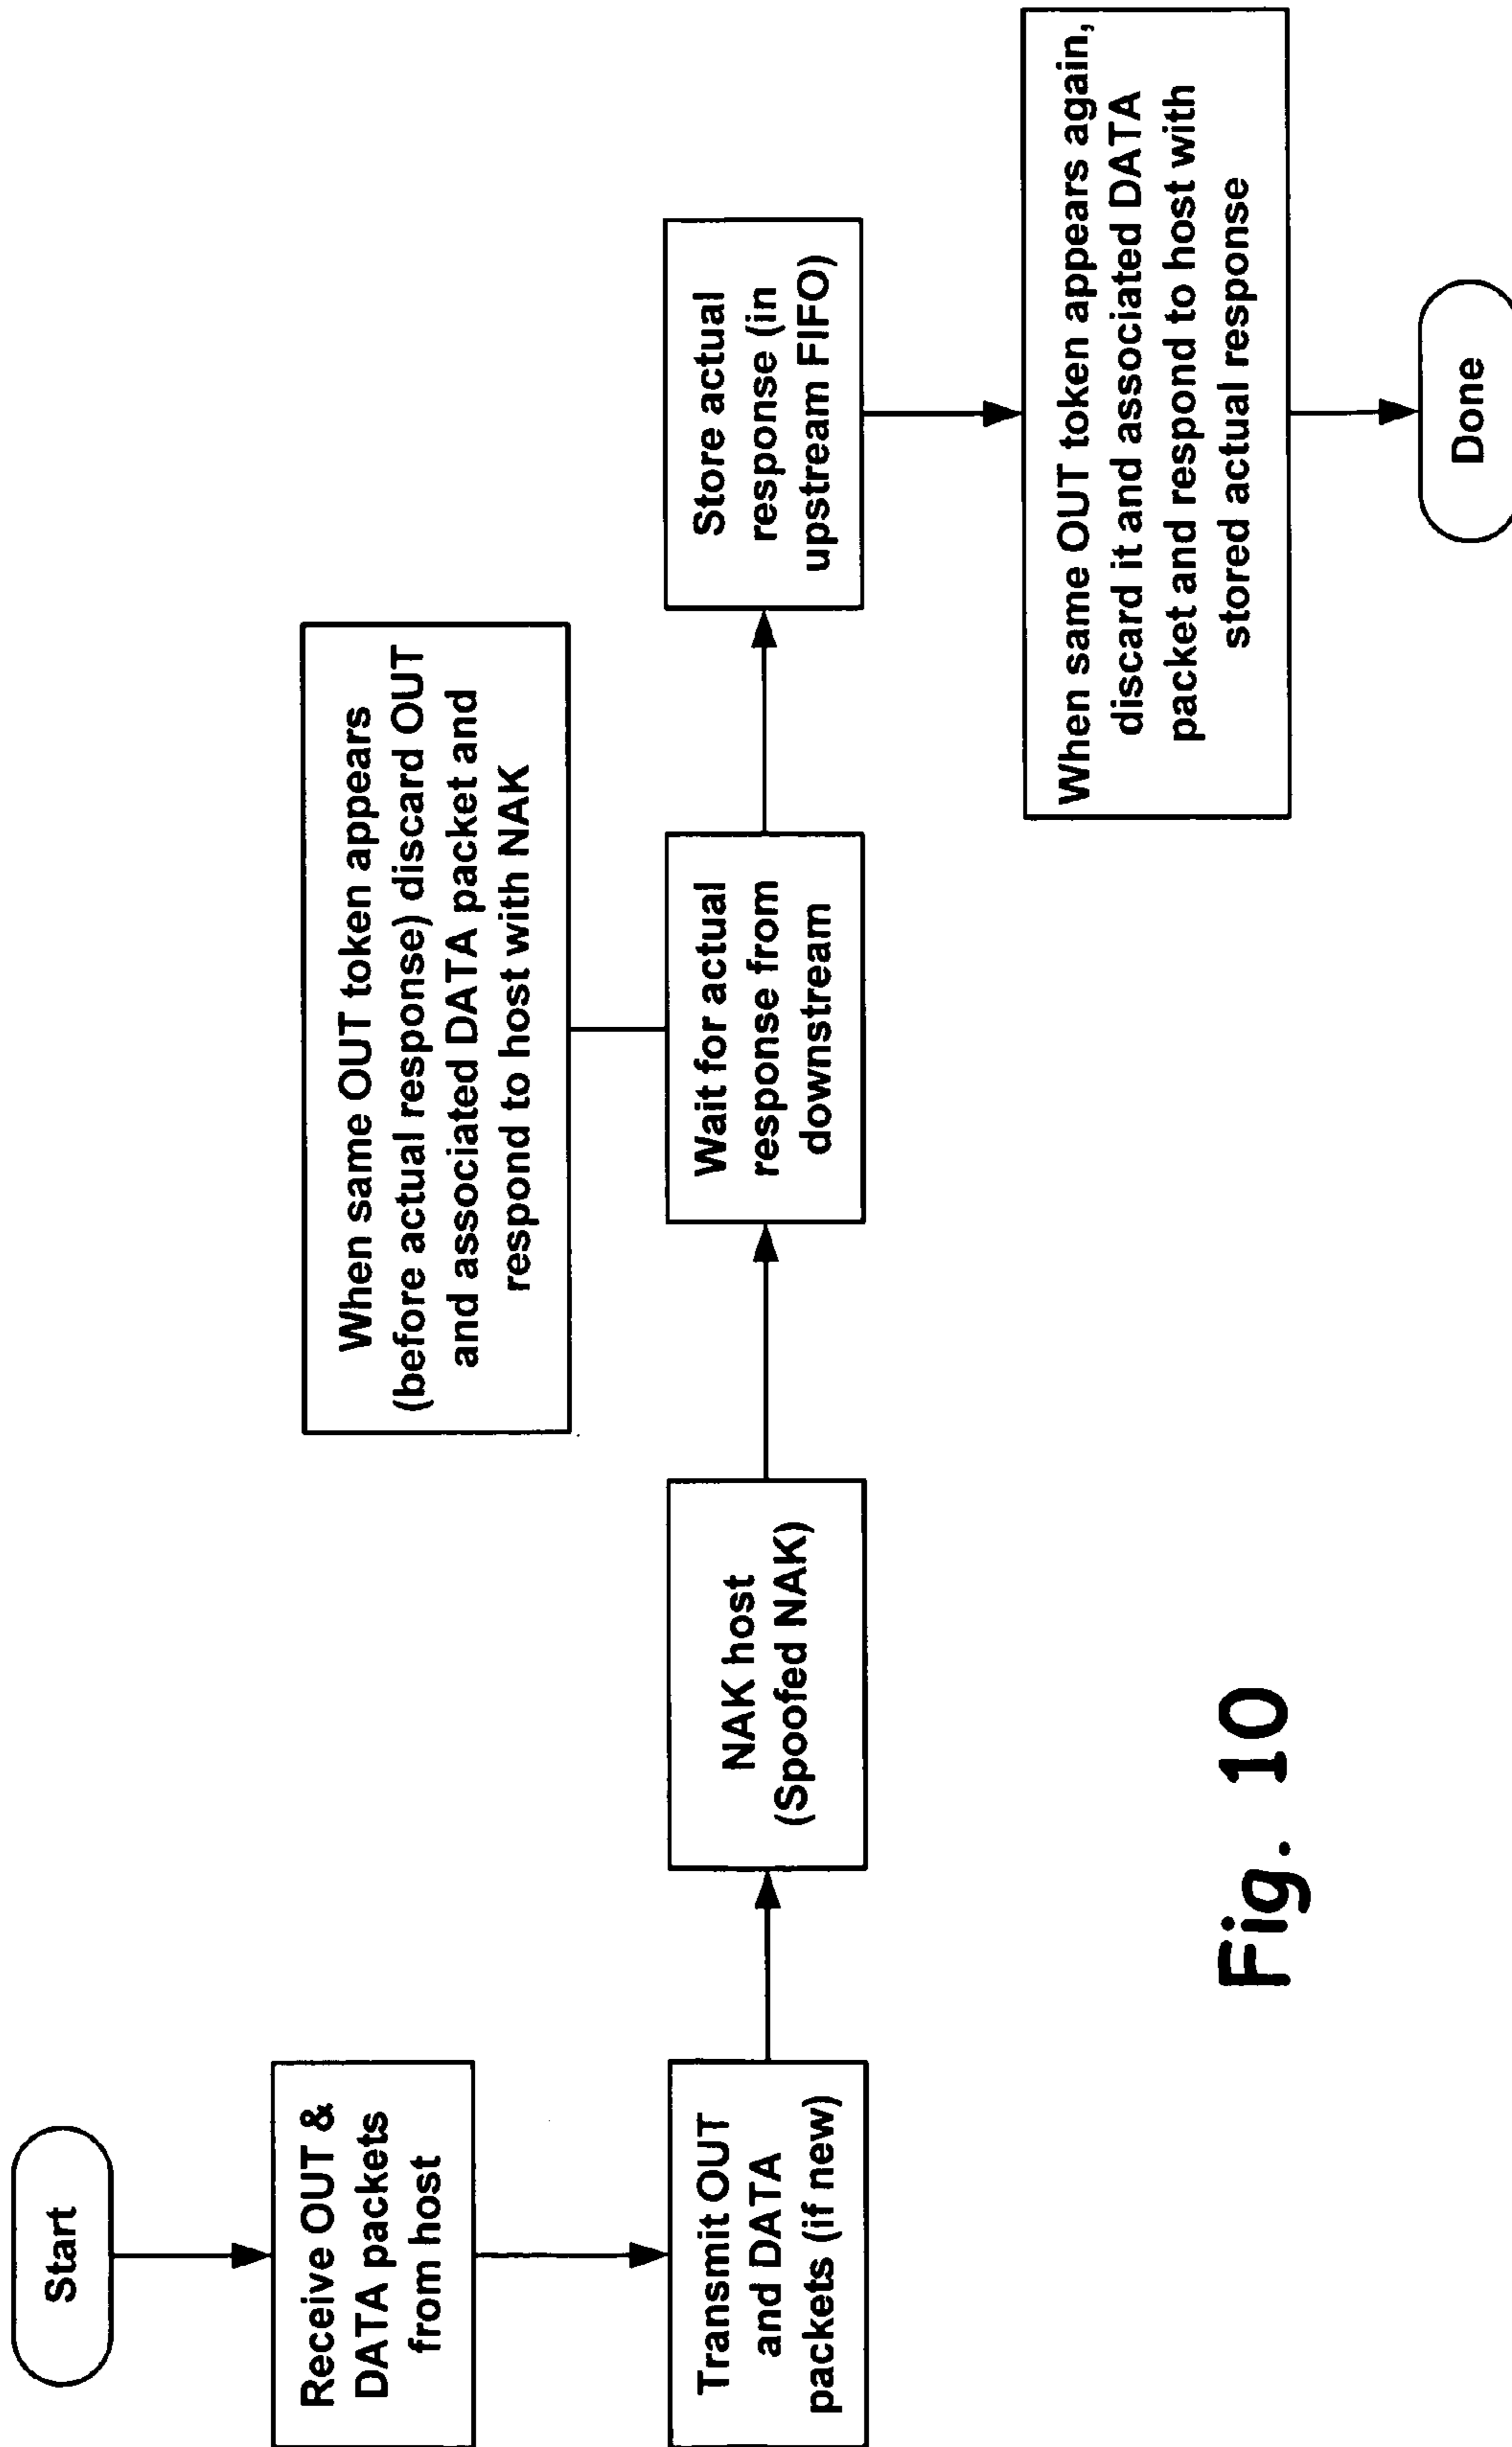 Start
Receive OUT &
DATA packets
from host
Transmit OUT
and DATA
packets (if new)
NAK host
(Spoofed NAK)
When same OUT token appears
(before actual response) discard OUT
and associated DATA packet and
respond to host with NAK
Wait for actual
response from
downstream
Store actual
response (in
upstream FIFO)
When same OUT token appears again,
discard it and associated DATA
packet and respond to host with
stored actual response
Done
Fig. 10